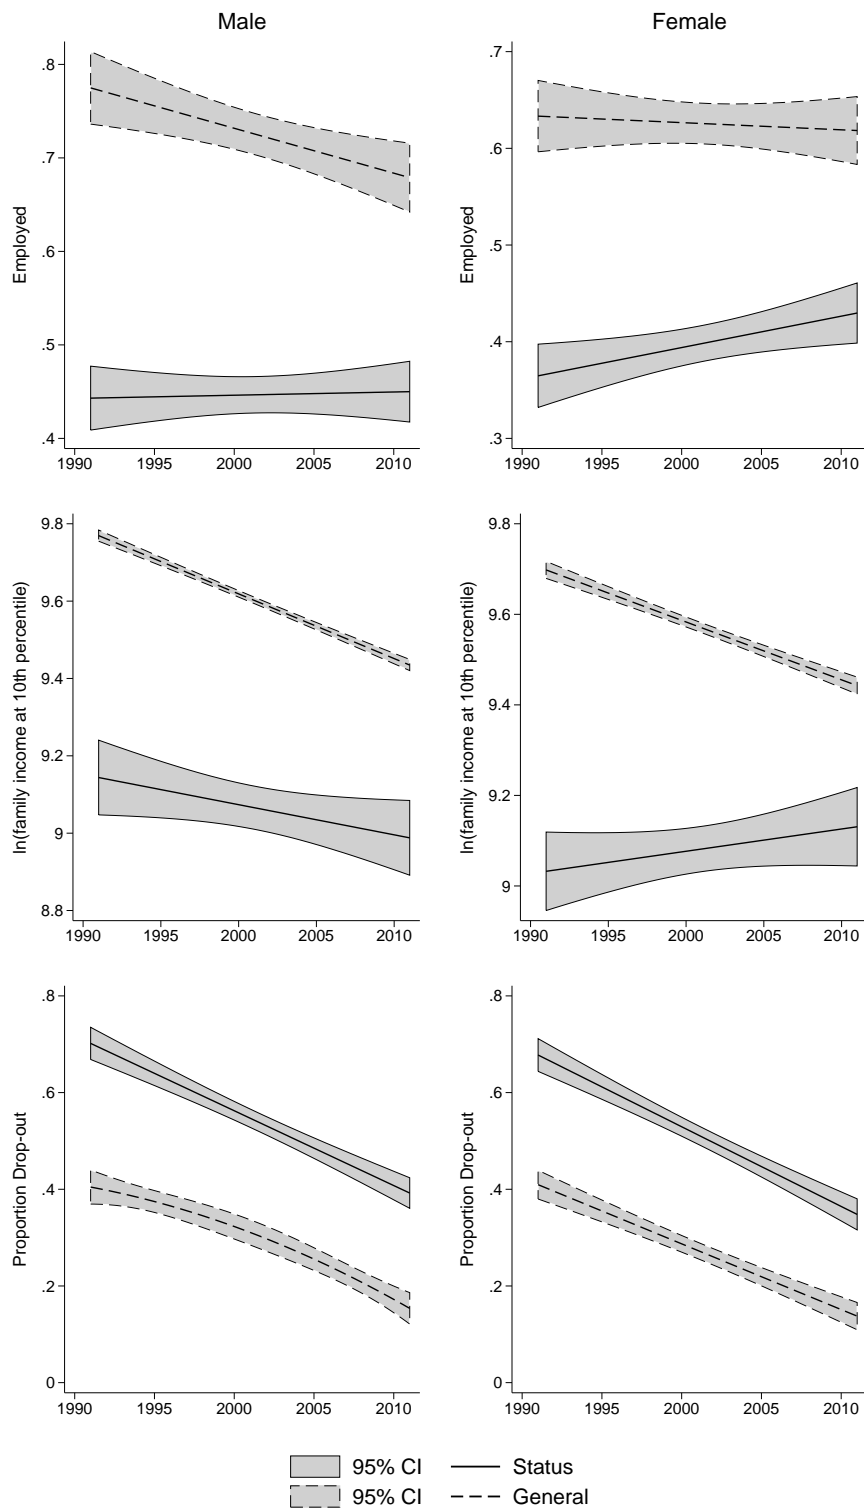 Male
Female
Employed
.8
.7
.6
.5
.4
1990 1995 2000 2005 2010
Employed
.7
.6
.5
.4
.3
1990 1995 2000 2005 2010
ln(family income at 10th percentile)
9.8
9.6
9.4
9.2
9
8.8
1990 1995 2000 2005 2010
ln(family income at 10th percentile)
9.8
9.6
9.4
9.2
9
1990 1995 2000 2005 2010
Proportion Drop-out
.8
.6
.4
.2
0
1990 1995 2000 2005 2010
Proportion Drop-out
.8
.6
.4
.2
0
1990 1995 2000 2005 2010
95% CI Status
95% CI General